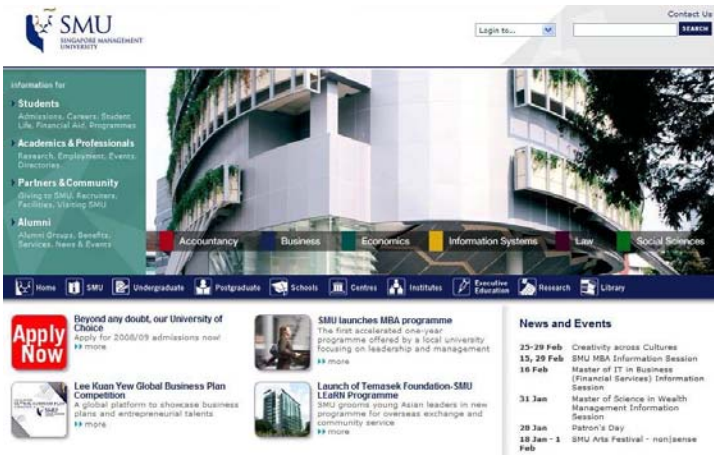 SMU
SINGAPORE MANAGEMENT
UNIVERSITY
Contact Us
Login to...
SEARCH
information for
Students
Admissions, Careers, Student
Life, Financial Aid, Programmes
Academics & Professionals
Research, Employment, Events
Directories
Partners & Community
Giving to SMU, Recruiters,
Facilities, Visiting SMU
Alumni
Alumni Groups, Benefits,
Services, News & Events
Accountancy
Business
Economics
Information Systems
Law
Social Sciences
Home
SMU
Undergraduate
Postgraduate
Schools
Centres
Institutes
Executive
Education
Research
Library
Apply
Now
Beyond any doubt, our University of
Choice
Apply for 2008/09 admissions now!
more
SMU launches MBA programme
The first accelerated one-year
programme offered by a local university
focusing on leadership and management
more
Lee Kuan Yew Global Business Plan
Competition
A global platform to showcase business
plans and entrepreneurial talents
more
Launch of Temasek Foundation-SMU
LEaRN Programme
SMU grooms young Asian leaders in new
programme for overseas exchange and
community service
more
News and Events
25-29 Feb Creativity across Cultures
15, 29 Feb SMU MBA Information Session
16 Feb Master of IT in Business
(Financial Services) Information
Session
31 Jan Master of Science in Wealth
Management Information
Session
28 Jan Patron's Day
18 Jan - 1 SMU Arts Festival - non|sense
Feb